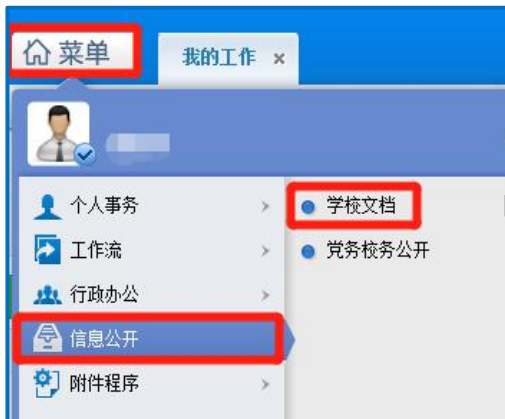 菜单
我的工作 ×
个人事务
学校文档
工作流
党务校务公开
行政办公
信息公开
附件程序